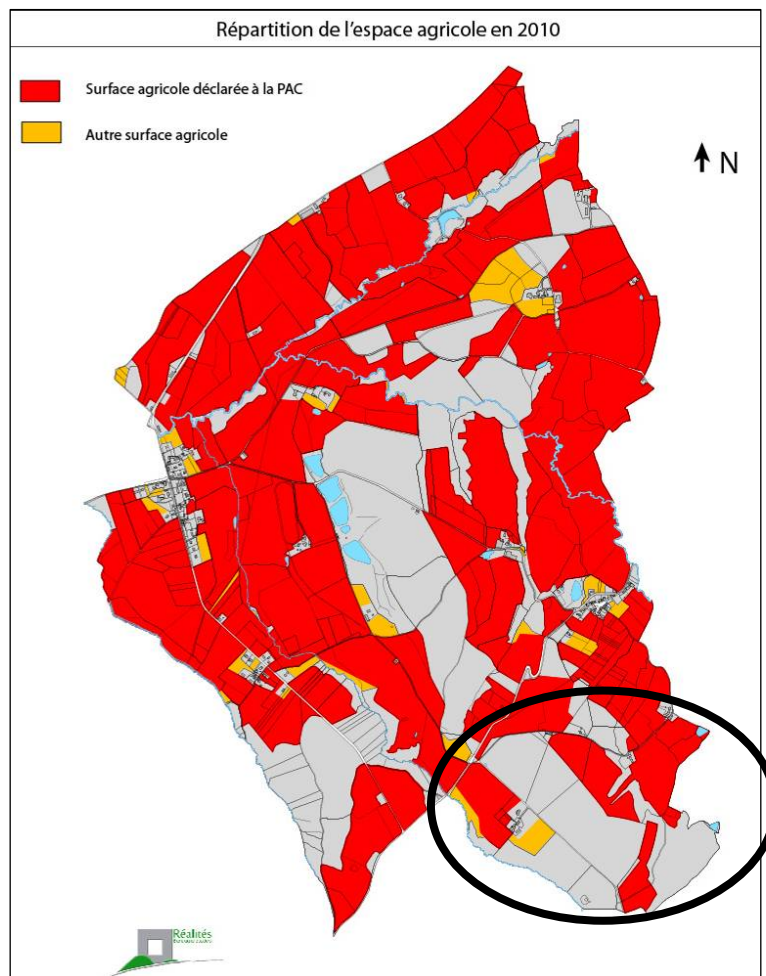 Répartition de l'espace agricole en 2010
Surface agricole déclarée à la PAC
Autre surface agricole
N
Réalités